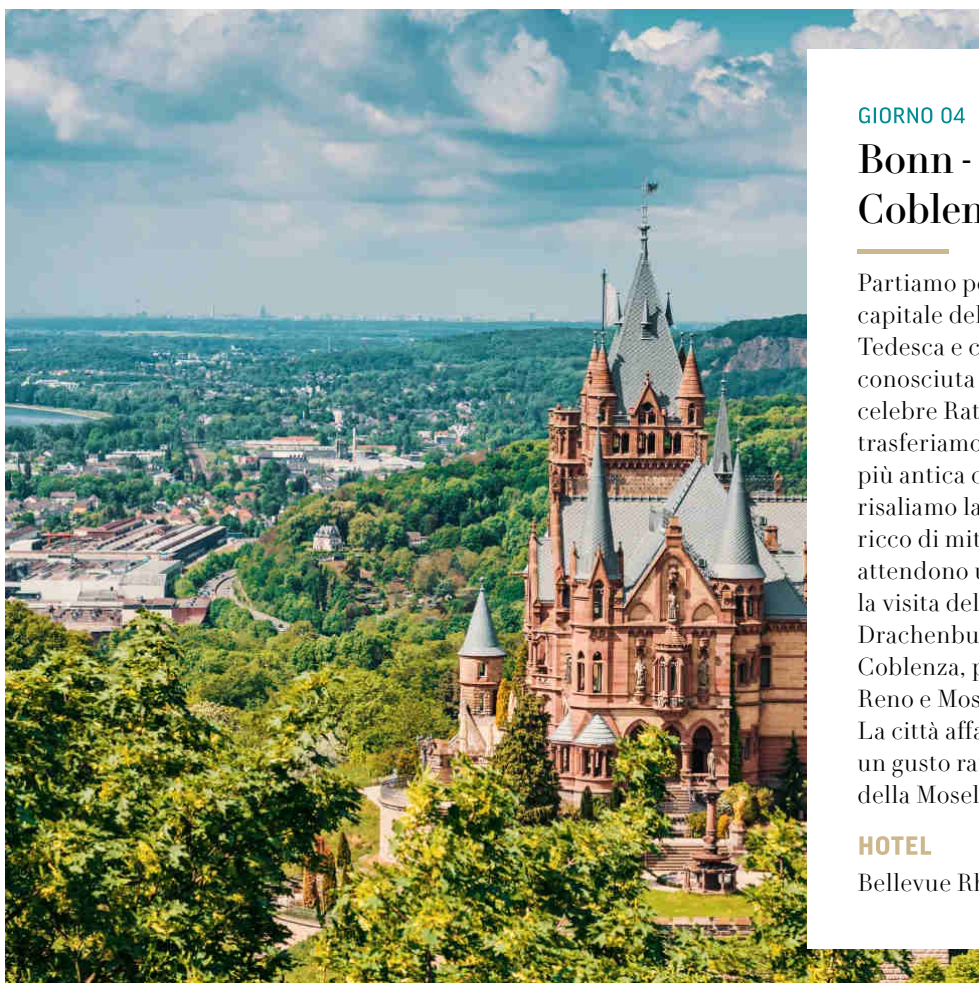 GIORNO 04
Bonn -
Coblen
Partiamo p
capitale del
Tedesca e c
conosciuta
celebre Rat
trasferiamo
più antica c
risaliamo la
ricco di mit
attendono u
la visita del
Drachenbu
Coblenza, p
Reno e Mos
La città affa
un gusto ra
della Mosel
HOTEL
Bellevue Rh